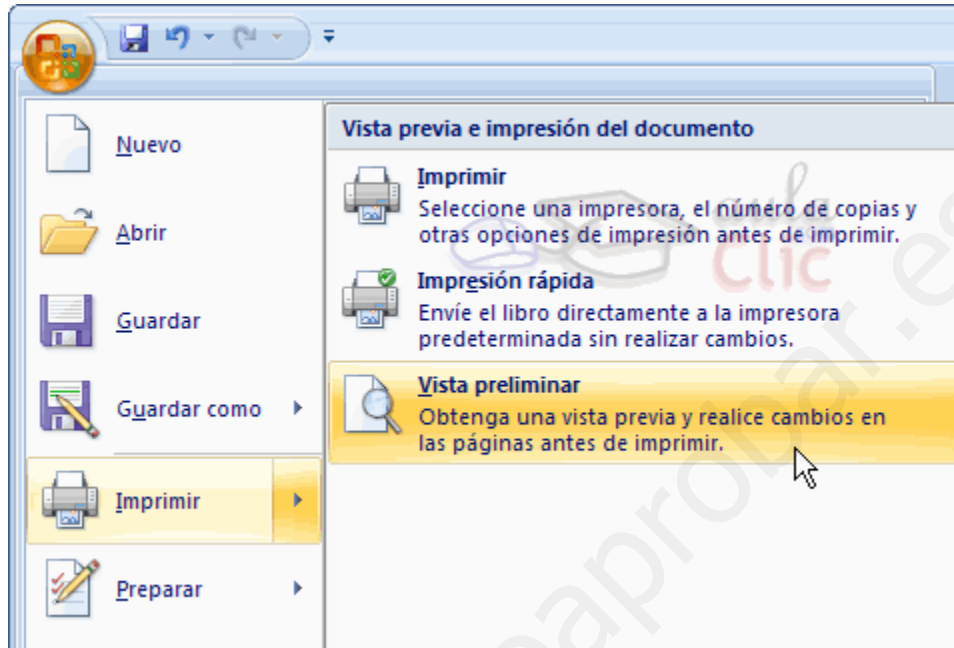 Nuevo
Abrir
Guardar
Guardar como
Imprimir
Preparar
Vista previa e impresión del documento
Imprimir
Seleccione una impresora, el número de copias y
otras opciones de impresión antes de imprimir.
Impresión rápida
Envíe el libro directamente a la impresora
predeterminada sin realizar cambios.
Vista preliminar
Obtenga una vista previa y realice cambios en
las páginas antes de imprimir.
Clic